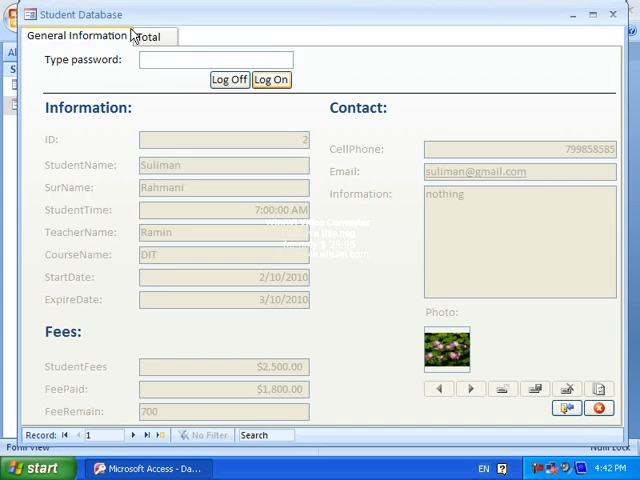 Student Database
General Information
Total
Type password:
Log Off
Log On
Information:
Contact:
ID:
2
StudentName:
Suliman
SurName:
Rahmani
StudentTime:
7:00:00 AM
TeacherName:
Ramin
CourseName:
DIT
StartDate:
2/10/2010
ExpireDate:
3/10/2010
CellPhone:
799858585
Email:
suliman@gmail.com
Information:
nothing
Photo:
Fees:
StudentFees
$2,500.00
FeePaid:
$1,800.00
FeeRemain:
700
Record:
1
No Filter
Search
Form View
Num Lock
start
Microsoft Access - Da...
EN
4:42 PM